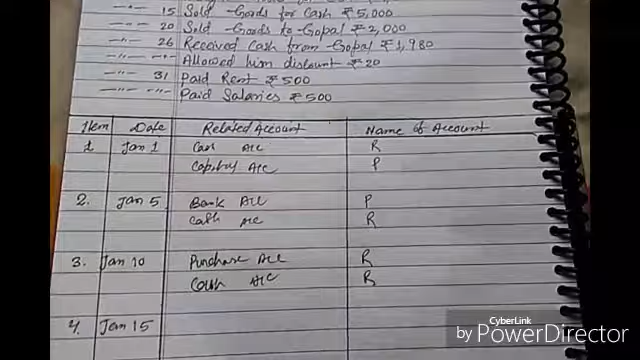 —"— 15 Sold Goods for Cash ₹5,000
—"— 20 Sold Goods to Gopal ₹2,000
—"— 26 Received Cash from Gopal ₹1,980
—"— —"— Allowed him discount ₹20
—"— 31 Paid Rent ₹500
—"— —"— Paid Salaries ₹500
Item Date Related Account Name of Account
1 Jan 1 Cash A/c R
Capital A/c P
2. Jan 5 Bank A/c P
Cash A/c R
3. Jan 10 Purchase A/c R
Cash A/c R
4. Jan 15
CyberLink
by PowerDirector